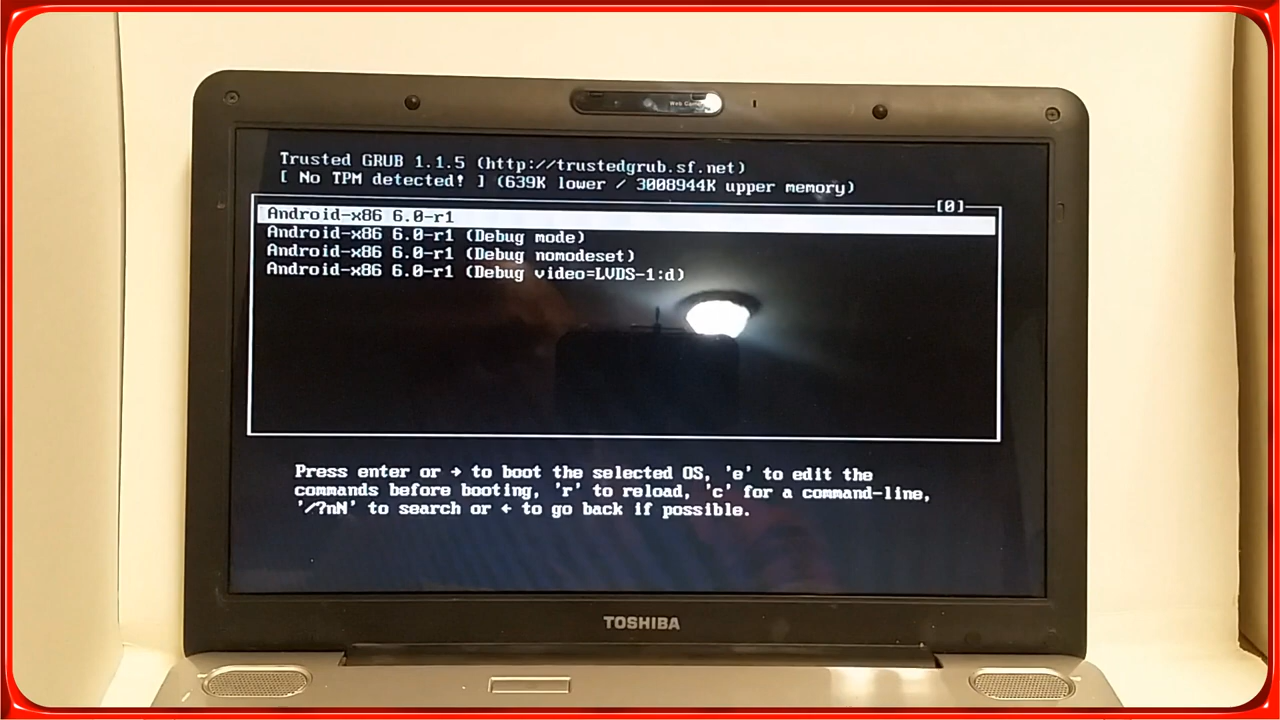 Web Camera
Trusted GRUB 1.1.5 (http://trustedgrub.sf.net)
[ No TPM detected! ] (639K lower / 3008944K upper memory)
[0]
Android-x86 6.0-r1
Android-x86 6.0-r1 (Debug mode)
Android-x86 6.0-r1 (Debug nomodeset)
Android-x86 6.0-r1 (Debug video=LVDS-1:d)
Press enter or → to boot the selected OS, 'e' to edit the
commands before booting, 'r' to reload, 'c' for a command-line,
'/?nN' to search or ← to go back if possible.
TOSHIBA